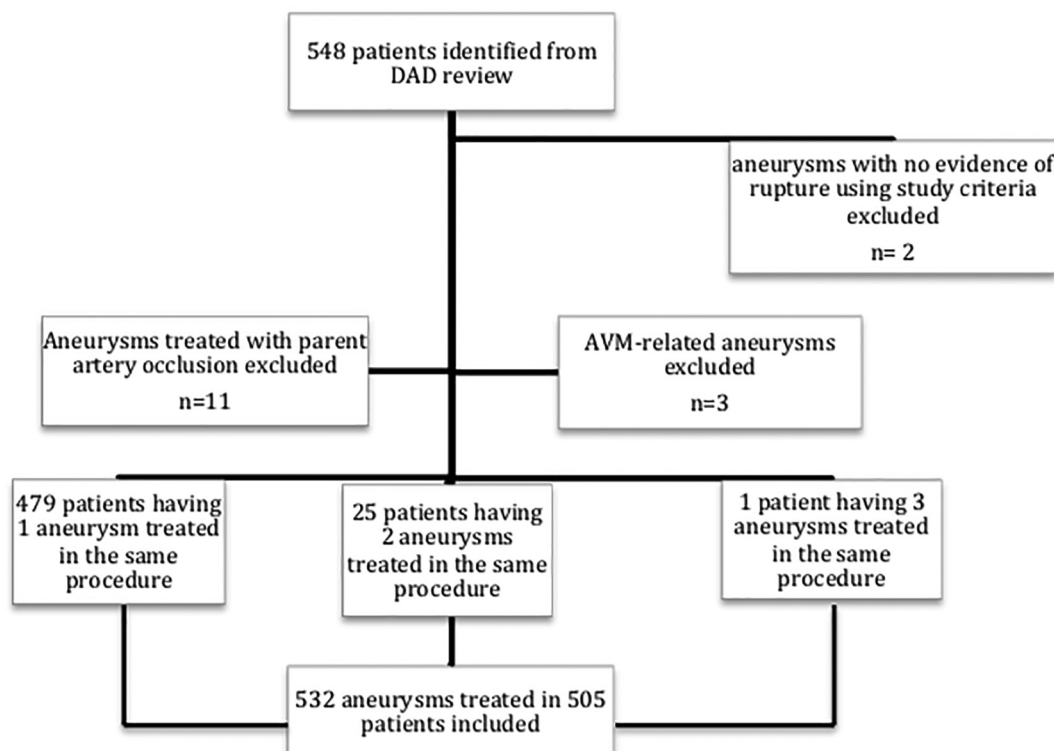 548 patients identified from
DAD review
aneurysms with no evidence of
rupture using study criteria
excluded
n= 2
Aneurysms treated with parent
artery occlusion excluded
n=11
AVM-related aneurysms
excluded
n=3
479 patients having
1 aneurysm treated
in the same
procedure
25 patients having
2 aneurysms
treated in the same
procedure
1 patient having 3
aneurysms treated
in the same
procedure
532 aneurysms treated in 505
patients included